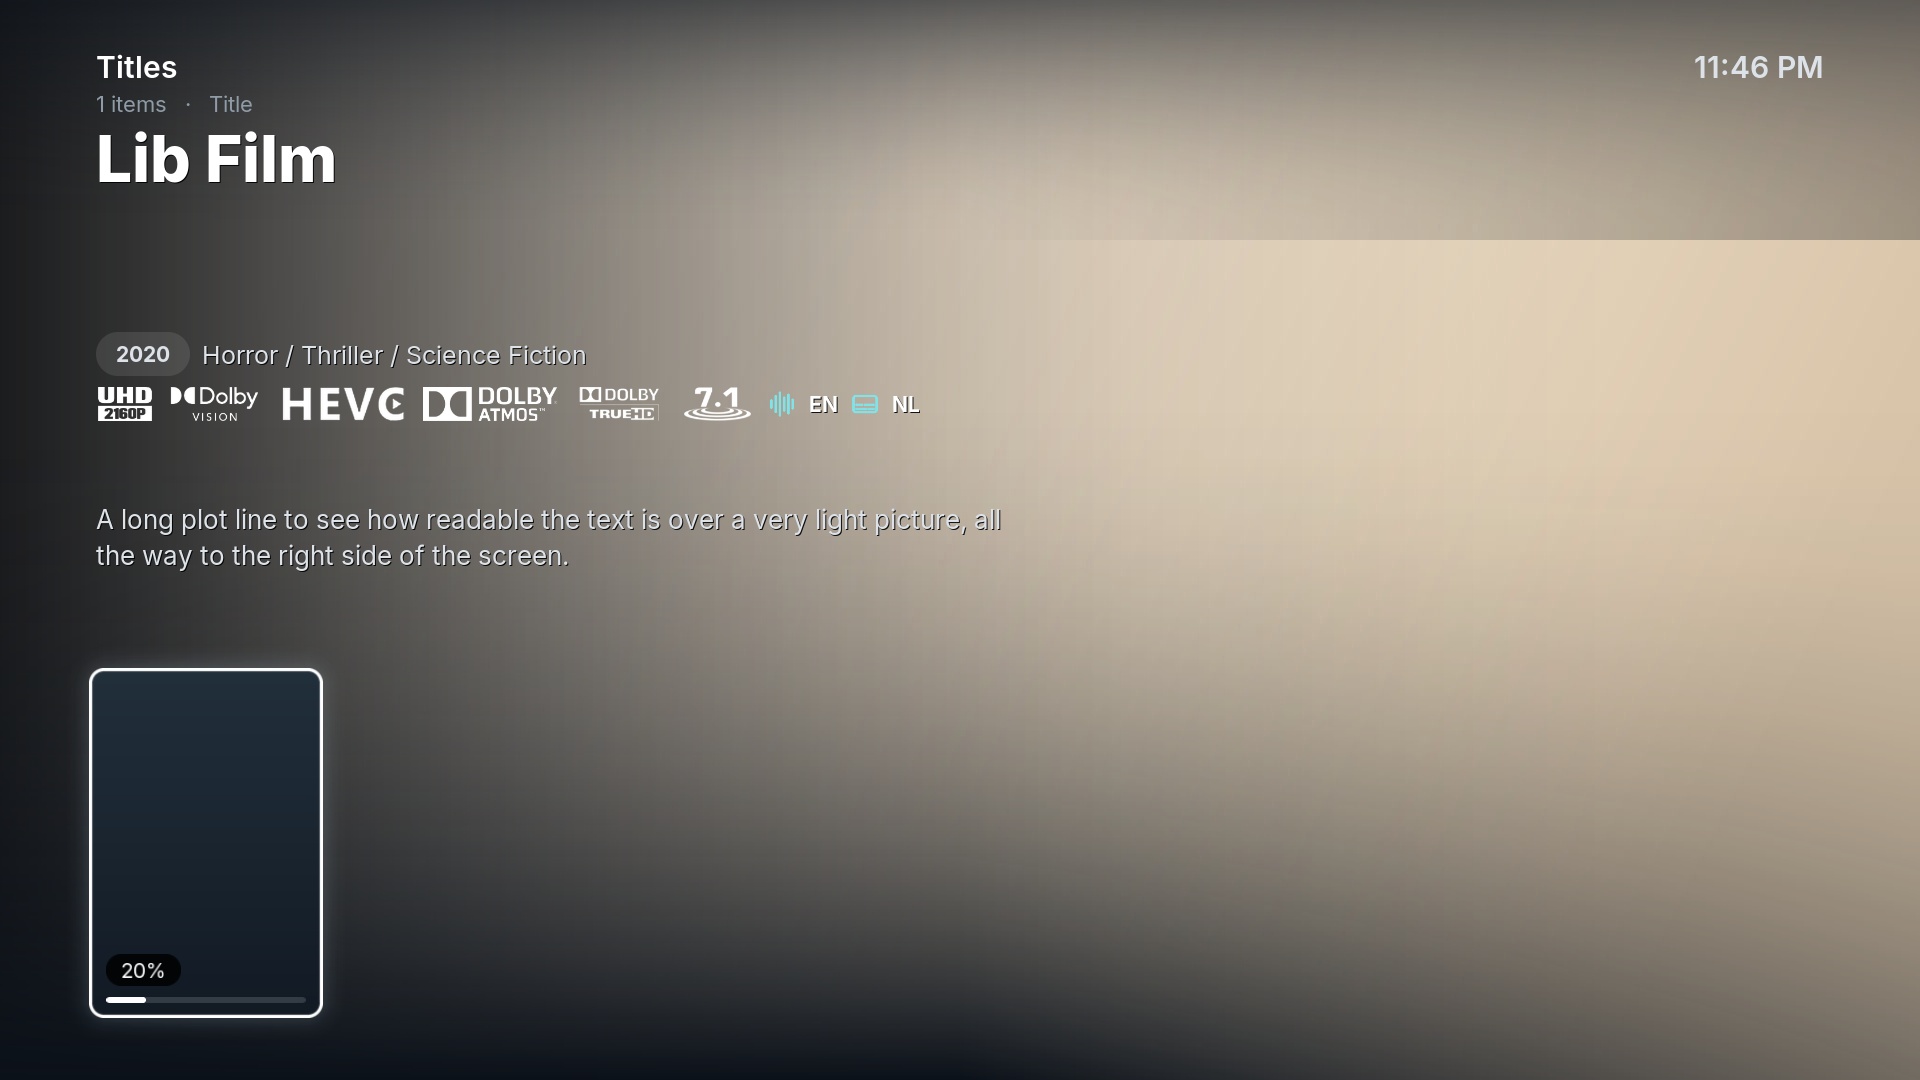 Titles
11:46 PM
1 items · Title
Lib Film
2020 Horror / Thriller / Science Fiction
UHD 2160P Dolby VISION HEVC DOLBY ATMOS™ DOLBY TRUEHD 7.1 EN NL
A long plot line to see how readable the text is over a very light picture, all
the way to the right side of the screen.
20%